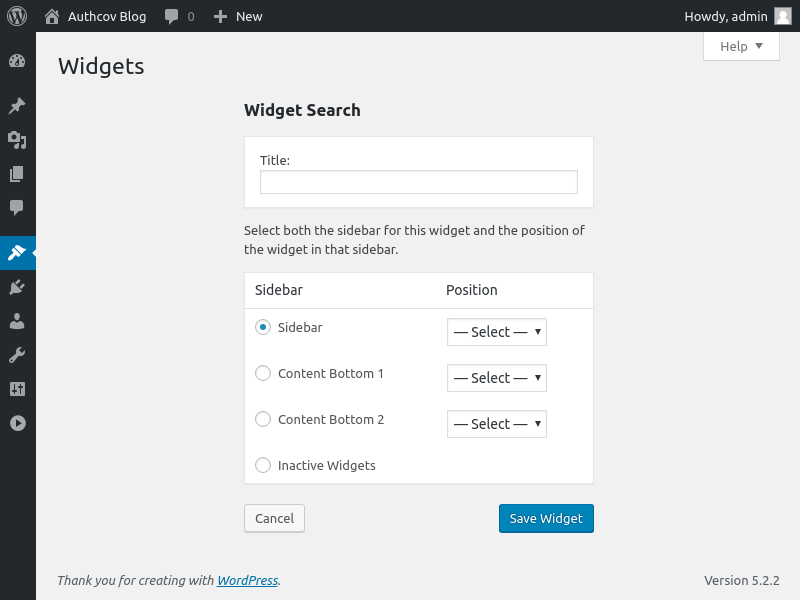 Authcov Blog 0 New Howdy, admin
Help
Widgets
Widget Search
Title:
Select both the sidebar for this widget and the position of
the widget in that sidebar.
Sidebar Position
Sidebar — Select —
Content Bottom 1 — Select —
Content Bottom 2 — Select —
Inactive Widgets
Cancel Save Widget
Thank you for creating with WordPress. Version 5.2.2